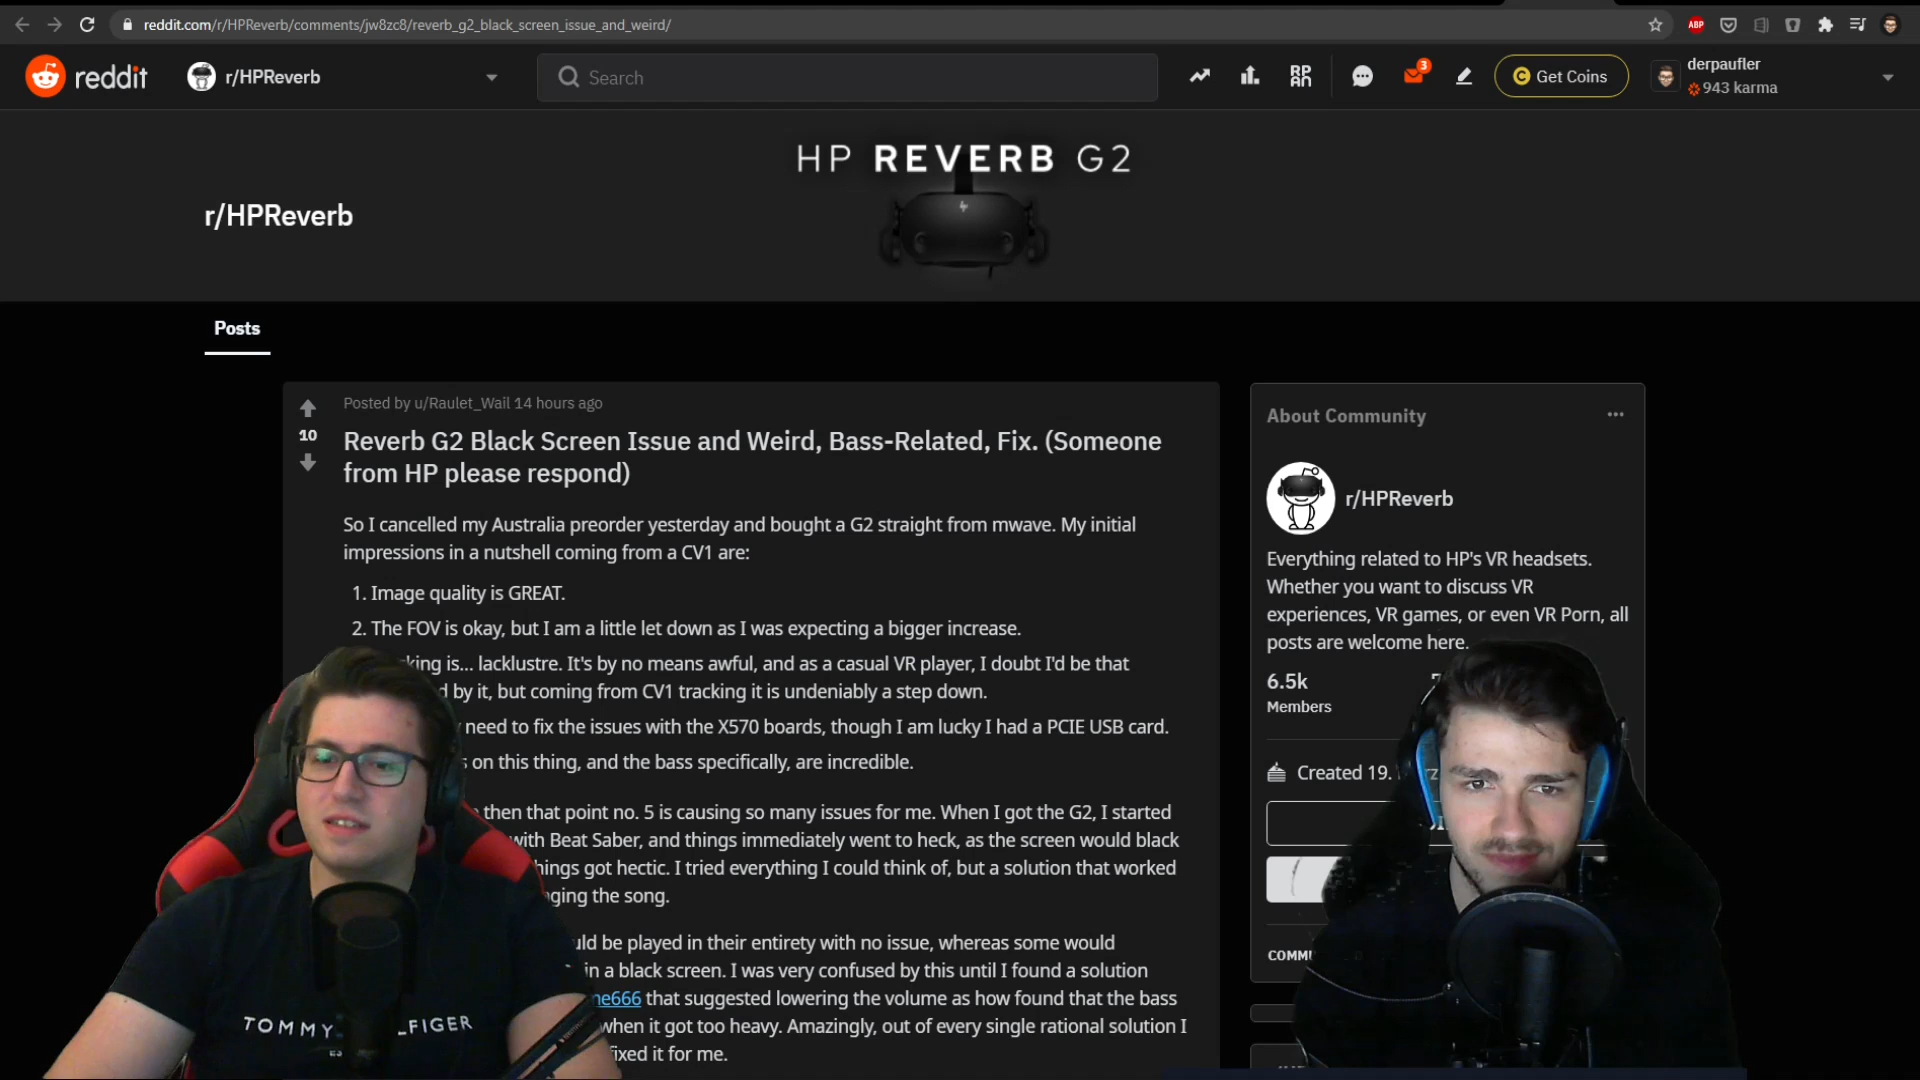 reddit.com/r/HPReverb/comments/jw8zc8/reverb_g2_black_screen_issue_and_weird/
ABP
reddit
r/HPReverb
Search
RPAN
3
Get Coins
derpaufler
943 karma
HP REVERB G2
r/HPReverb
Posts
10
Posted by u/Raulet_Wail 14 hours ago
Reverb G2 Black Screen Issue and Weird, Bass-Related, Fix. (Someone
from HP please respond)
So I cancelled my Australia preorder yesterday and bought a G2 straight from mwave. My initial
impressions in a nutshell coming from a CV1 are:
1. Image quality is GREAT.
2. The FOV is okay, but I am a little let down as I was expecting a bigger increase.
is... lacklustre. It's by no means awful, and as a casual VR player, I doubt I'd be that
by it, but coming from CV1 tracking it is undeniably a step down.
need to fix the issues with the X570 boards, though I am lucky I had a PCIE USB card.
on this thing, and the bass specifically, are incredible.
then that point no. 5 is causing so many issues for me. When I got the G2, I started
with Beat Saber, and things immediately went to heck, as the screen would black
things got hectic. I tried everything I could think of, but a solution that worked
the song.
be played in their entirety with no issue, whereas some would
in a black screen. I was very confused by this until I found a solution
that suggested lowering the volume as how found that the bass
when it got too heavy. Amazingly, out of every single rational solution I
fixed it for me.
About Community
r/HPReverb
Everything related to HP's VR headsets.
Whether you want to discuss VR
experiences, VR games, or even VR Porn, all
posts are welcome here.
6.5k
Members
Created 19.
TOMMY